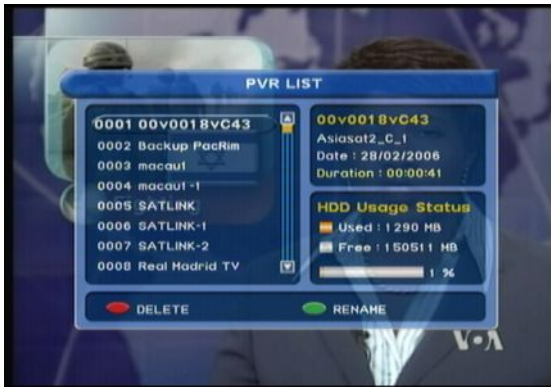 PVR LIST
0001 00v0018vC43
0002 Backup PacRim
0003 macau1
0004 macau1-1
0005 SATLINK
0006 SATLINK-1
0007 SATLINK-2
0008 Real Madrid TV
00v0018vC43
Asiasat2_C_1
Date : 28/02/2006
Duration : 00:00:41
HDD Usage Status
Used : 1290 MB
Free : 150511 MB
1 %
DELETE
RENAME
VOA